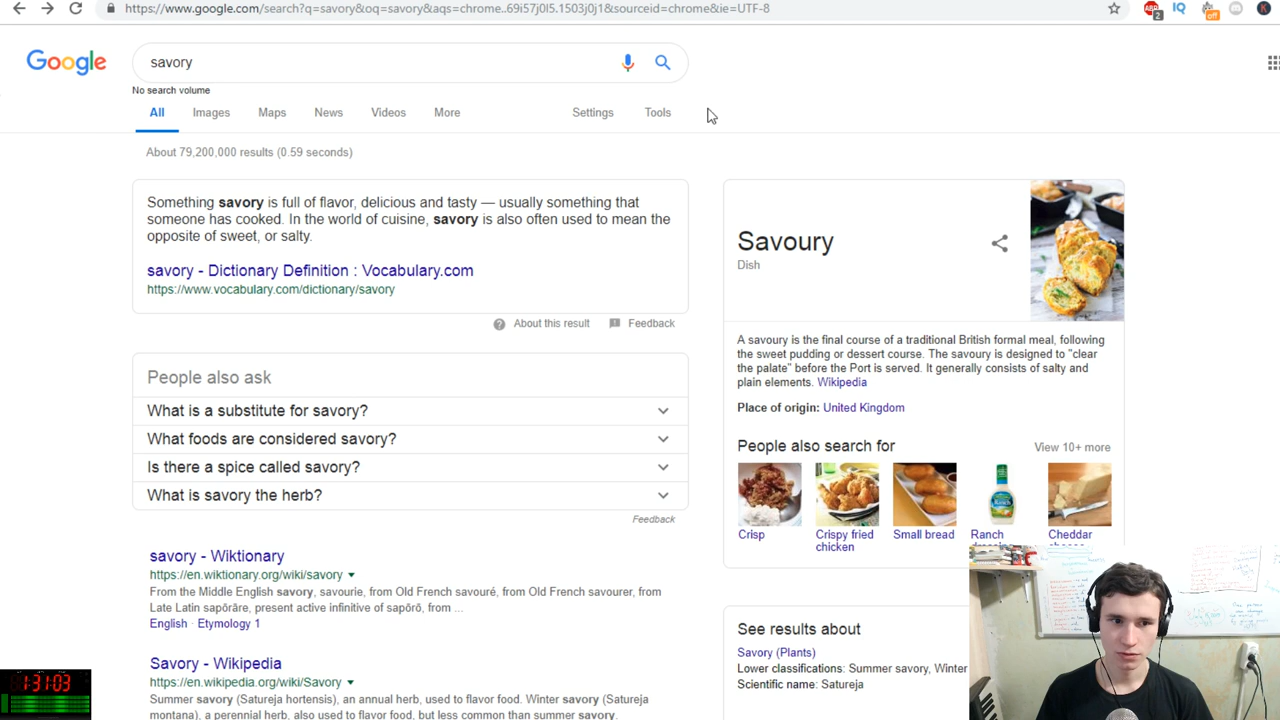 https://www.google.com/search?q=savory&oq=savory&aqs=chrome..69i57j0l5.1503j0j1&sourceid=chrome&ie=UTF-8
2
off
K
Google
savory
No search volume
All Images Maps News Videos More Settings Tools
About 79,200,000 results (0.59 seconds)
Something savory is full of flavor, delicious and tasty — usually something that
someone has cooked. In the world of cuisine, savory is also often used to mean the
opposite of sweet, or salty.
savory - Dictionary Definition : Vocabulary.com
https://www.vocabulary.com/dictionary/savory
About this result Feedback
People also ask
What is a substitute for savory?
What foods are considered savory?
Is there a spice called savory?
What is savory the herb?
Feedback
savory - Wiktionary
https://en.wiktionary.org/wiki/savory
From the Middle English savory, savourie, from Old French savouré, from Old French savourer, from
Late Latin sapōrāre, present active infinitive of sapōrō, from ...
English · Etymology 1
Savory - Wikipedia
https://en.wikipedia.org/wiki/Savory
Summer savory (Satureja hortensis), an annual herb, used to flavor food. Winter savory (Satureja
montana), a perennial herb, also used to flavor food, but less common than summer savory.
Savoury
Dish
A savoury is the final course of a traditional British formal meal, following
the sweet pudding or dessert course. The savoury is designed to "clear
the palate" before the Port is served. It generally consists of salty and
plain elements. Wikipedia
Place of origin: United Kingdom
People also search for View 10+ more
Crisp
Crispy fried
chicken
Small bread
Ranch
Cheddar
See results about
Savory (Plants)
Lower classifications: Summer savory, Winter
Scientific name: Satureja
1:31:03